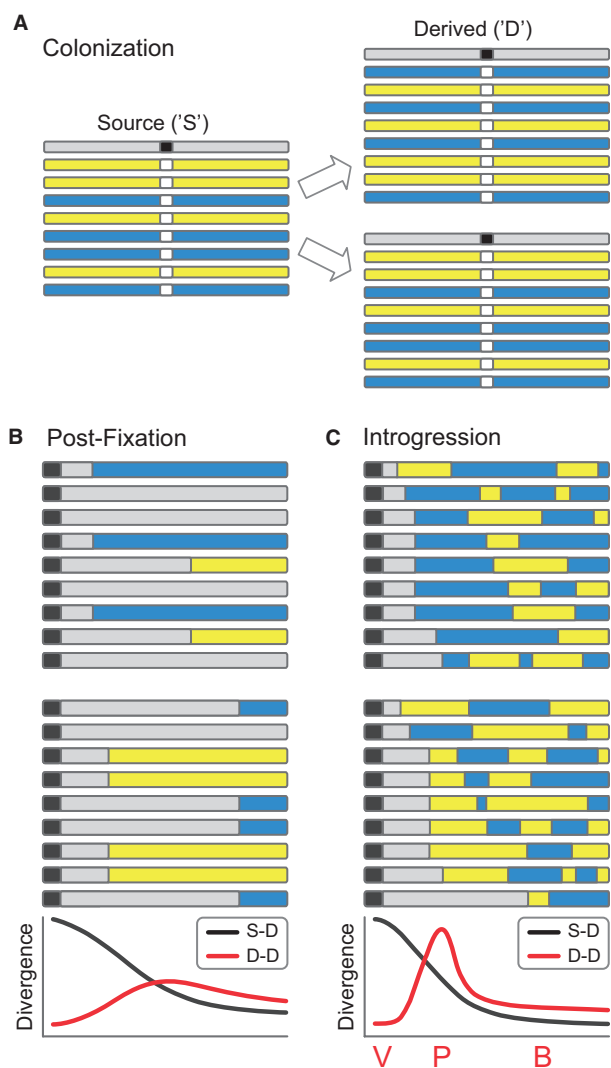 A
Colonization
Source ('S')
Derived ('D')
B Post-Fixation
C Introgression
Divergence
S-D
D-D
Divergence
S-D
D-D
V P B